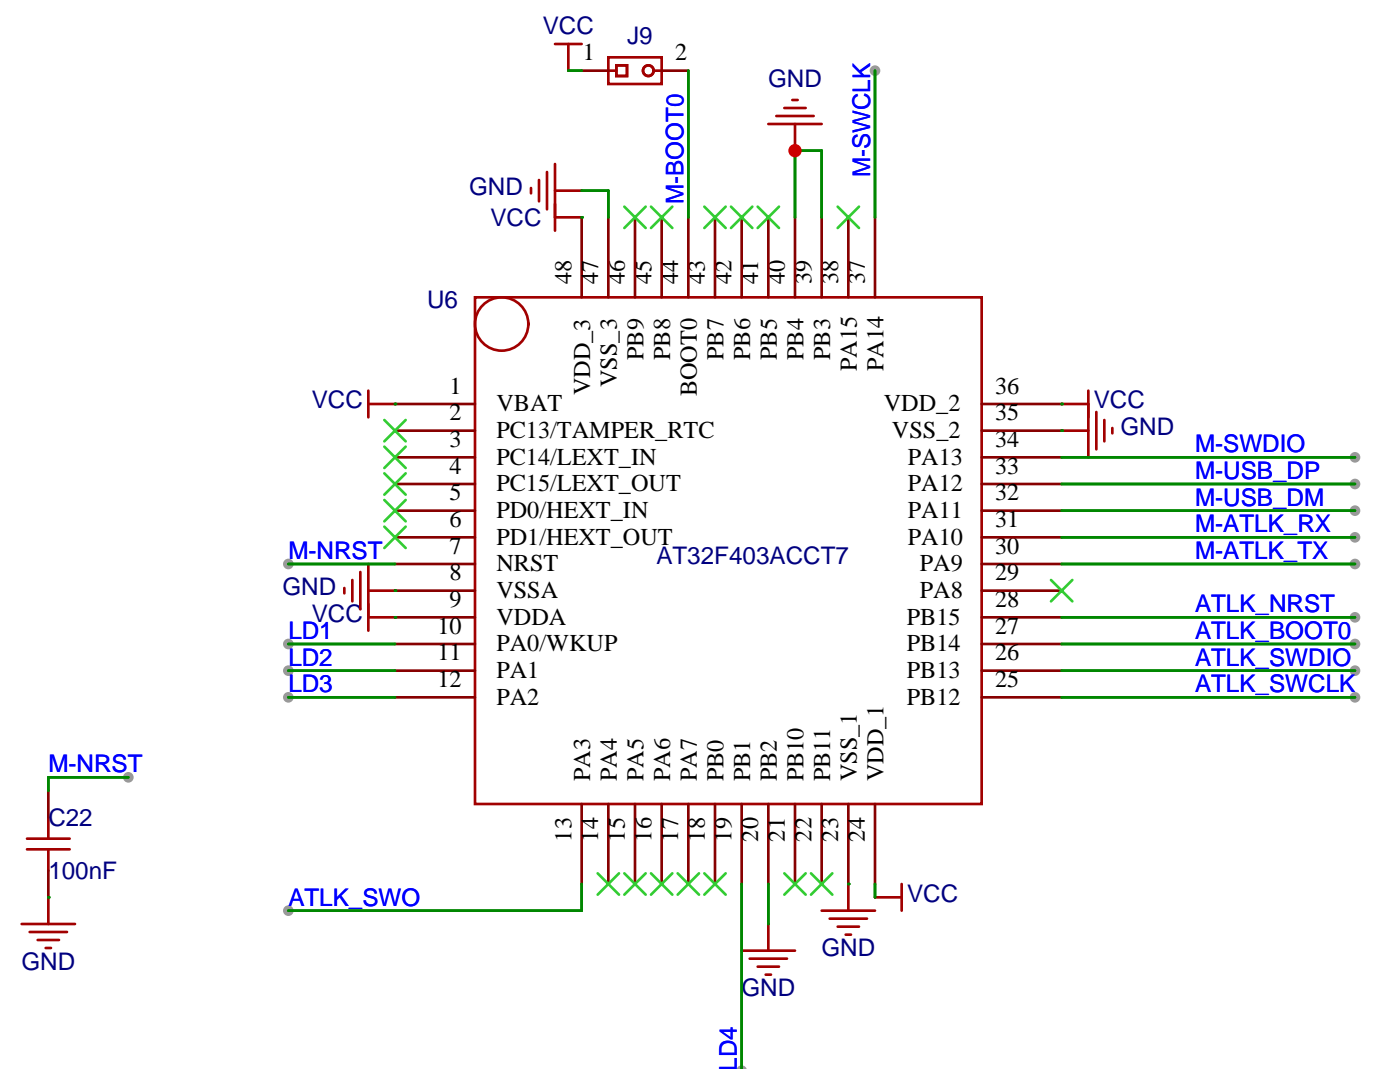 VCC
1
J9
2
M-BOOT0
GND
M-SWCLK
GND
VCC
48
47
46
45
44
43
42
41
40
39
38
37
U6
VDD_3
VSS_3
PB9
PB8
BOOT0
PB7
PB6
PB5
PB4
PB3
PA15
PA14
VCC
1
VBAT
2
PC13/TAMPER_RTC
3
PC14/LEXT_IN
4
PC15/LEXT_OUT
5
PD0/HEXT_IN
6
PD1/HEXT_OUT
M-NRST
7
NRST
GND
8
VSSA
VCC
9
VDDA
LD1
10
PA0/WKUP
LD2
11
PA1
LD3
12
PA2
AT32F403ACCT7
36
VDD_2
VCC
35
VSS_2
GND
34
PA13
M-SWDIO
33
PA12
M-USB_DP
32
PA11
M-USB_DM
31
PA10
M-ATLK_RX
30
PA9
M-ATLK_TX
29
PA8
28
PB15
ATLK_NRST
27
PB14
ATLK_BOOT0
26
PB13
ATLK_SWDIO
25
PB12
ATLK_SWCLK
PA3
PA4
PA5
PA6
PA7
PB0
PB1
PB2
PB10
PB11
VSS_1
VDD_1
13
14
15
16
17
18
19
20
21
22
23
24
M-NRST
C22
100nF
GND
ATLK_SWO
VCC
GND
GND
LD4